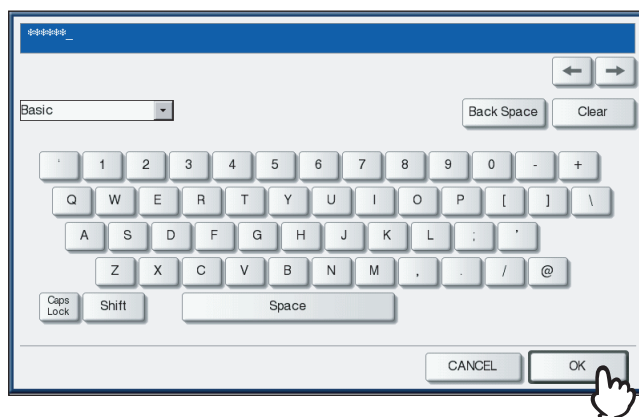 ******_
← →
Basic Back Space Clear
` 1 2 3 4 5 6 7 8 9 0 - +
Q W E R T Y U I O P [ ] \
A S D F G H J K L ; '
Z X C V B N M , . / @
Caps Lock Shift Space
CANCEL OK